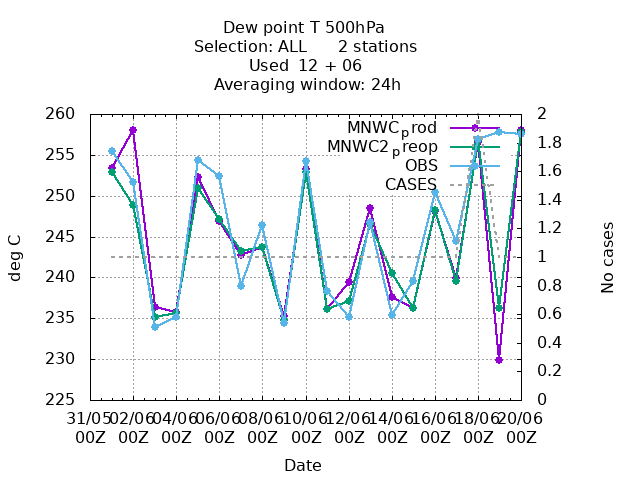 Dew point T 500hPa
Selection: ALL 2 stations
Used 12 + 06
Averaging window: 24h
260
255
250
245
240
235
230
225
2
1.8
1.6
1.4
1.2
1
0.8
0.6
0.4
0.2
0
MNWCprod
MNWC2preop
OBS
CASES
deg C
No cases
31/05 02/06 04/06 06/06 08/06 10/06 12/06 14/06 16/06 18/06 20/06
00Z 00Z 00Z 00Z 00Z 00Z 00Z 00Z 00Z 00Z 00Z
Date